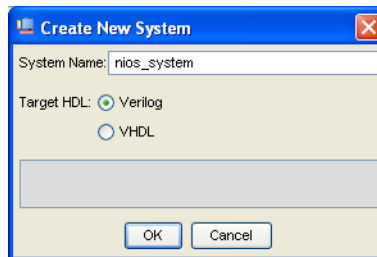 Create New System
System Name: nios_system
Target HDL: Verilog
VHDL
OK Cancel